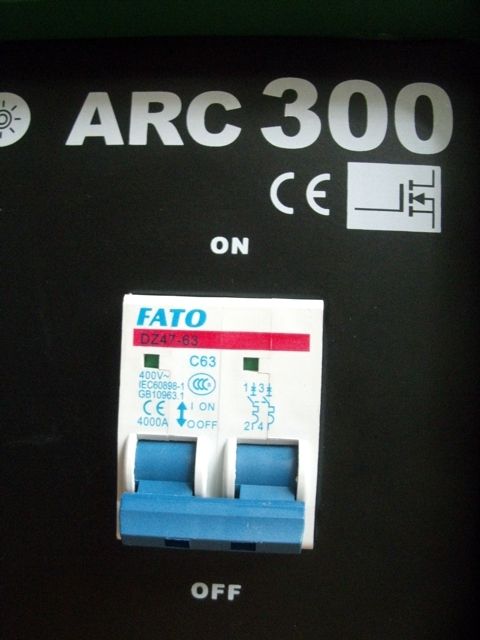 ARC 300
CE
ON
FATO
DZ47-63
C63
400V~
IEC60898-1
GB10963.1
CCC
CE
I ON
4000A
O OFF
1 3
2 4
OFF